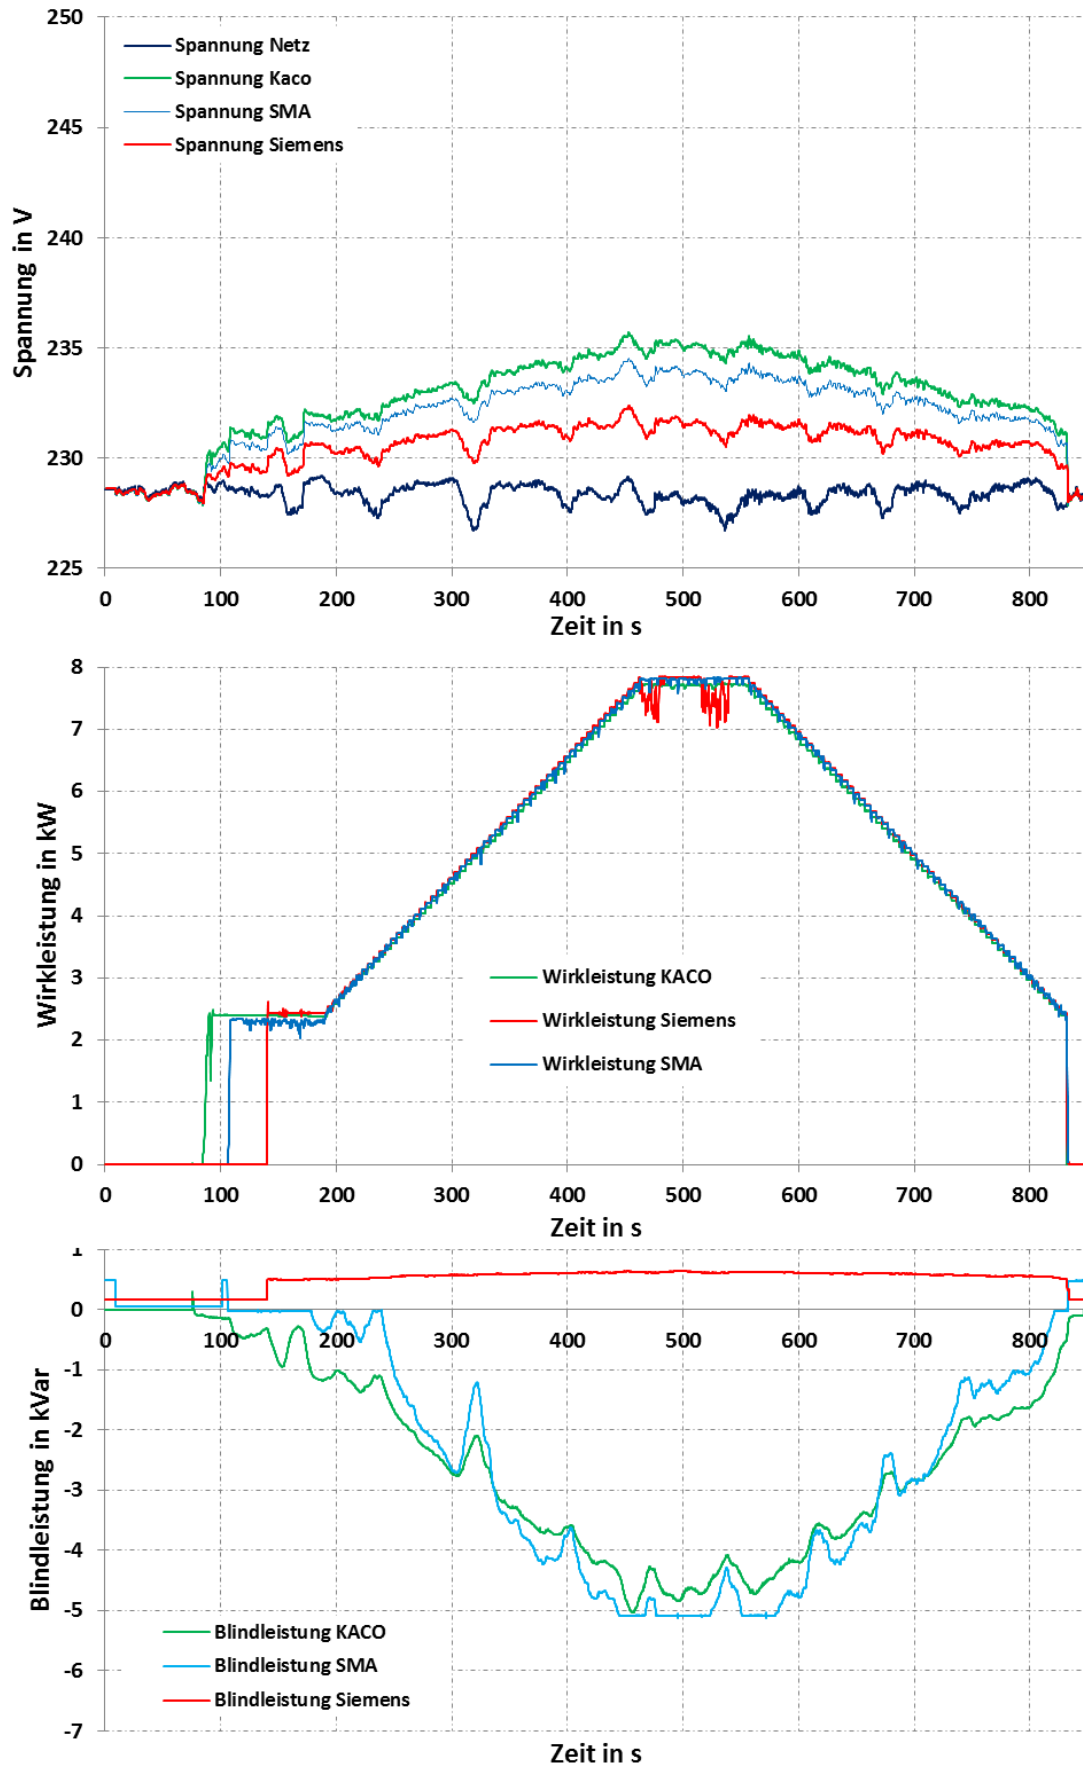 250
245
240
235
230
225
Spannung in V
Spannung Netz
Spannung Kaco
Spannung SMA
Spannung Siemens
0 100 200 300 400 500 600 700 800
Zeit in s
8
7
6
5
4
3
2
1
0
Wirkleistung in kW
Wirkleistung KACO
Wirkleistung Siemens
Wirkleistung SMA
0 100 200 300 400 500 600 700 800
Zeit in s
1
0
-1
-2
-3
-4
-5
-6
-7
Blindleistung in kVar
0 100 200 300 400 500 600 700 800
Blindleistung KACO
Blindleistung SMA
Blindleistung Siemens
Zeit in s